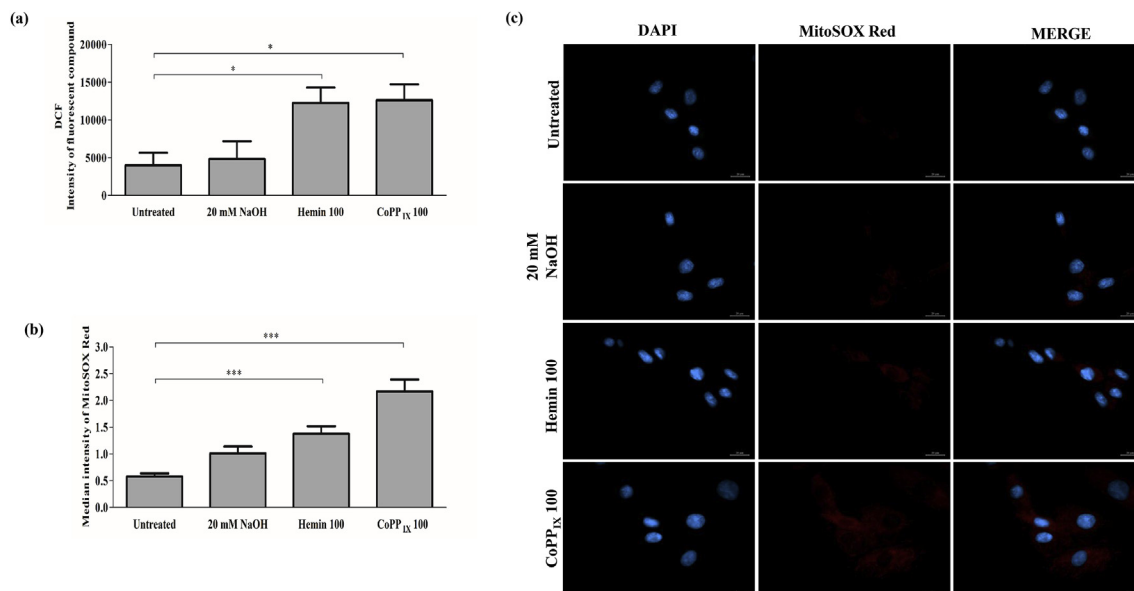 (a)
20000
15000
10000
5000
0
DCF
Intensity of fluorescent compound
*
*
Untreated
20 mM NaOH
Hemin 100
CoPP IX 100
(b)
3.0
2.5
2.0
1.5
1.0
0.5
0.0
Median intensity of MitoSOX Red
***
***
Untreated
20 mM NaOH
Hemin 100
CoPP IX 100
(c)
DAPI
MitoSOX Red
MERGE
Untreated
20 mM
NaOH
Hemin 100
CoPP IX 100